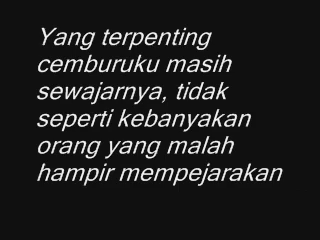 Yang terpenting
cemburuku masih
sewajarnya, tidak
seperti kebanyakan
orang yang malah
hampir mempejarakan